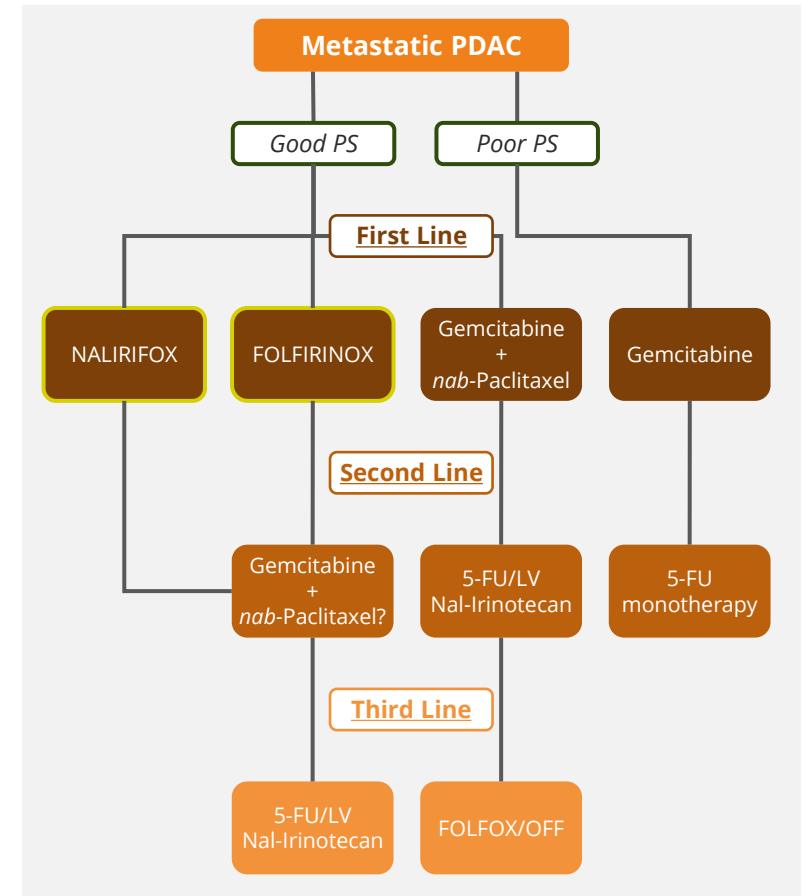 Metastatic PDAC
Good PS
Poor PS
First Line
NALIRIFOX
FOLFIRINOX
Gemcitabine
+
nab-Paclitaxel
Gemcitabine
Second Line
Gemcitabine
+
nab-Paclitaxel?
5-FU/LV
Nal-Irinotecan
5-FU
monotherapy
Third Line
5-FU/LV
Nal-Irinotecan
FOLFOX/OFF